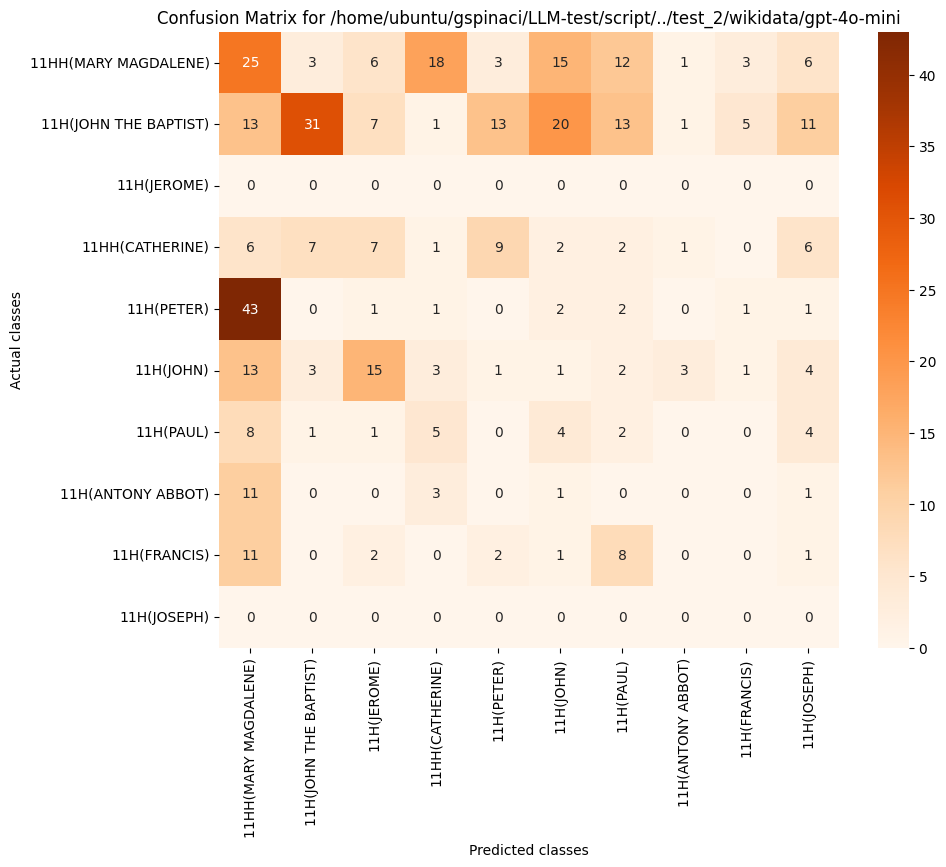 Confusion Matrix for /home/ubuntu/gspinaci/LLM-test/script/../test_2/wikidata/gpt-4o-mini
11HH(MARY MAGDALENE) 25 3 6 18 3 15 12 1 3 6
11H(JOHN THE BAPTIST) 13 31 7 1 13 20 13 1 5 11
11H(JEROME) 0 0 0 0 0 0 0 0 0 0
11HH(CATHERINE) 6 7 7 1 9 2 2 1 0 6
11H(PETER) 43 0 1 1 0 2 2 0 1 1
11H(JOHN) 13 3 15 3 1 1 2 3 1 4
11H(PAUL) 8 1 1 5 0 4 2 0 0 4
11H(ANTONY ABBOT) 11 0 0 3 0 1 0 0 0 1
11H(FRANCIS) 11 0 2 0 2 1 8 0 0 1
11H(JOSEPH) 0 0 0 0 0 0 0 0 0 0
Actual classes
11HH(MARY MAGDALENE)
11H(JOHN THE BAPTIST)
11H(JEROME)
11HH(CATHERINE)
11H(PETER)
11H(JOHN)
11H(PAUL)
11H(ANTONY ABBOT)
11H(FRANCIS)
11H(JOSEPH)
Predicted classes
40
35
30
25
20
15
10
5
0